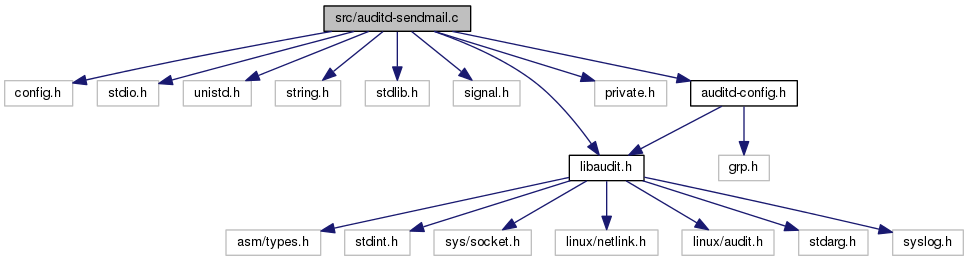 src/auditd-sendmail.c
config.h
stdio.h
unistd.h
string.h
stdlib.h
signal.h
private.h
auditd-config.h
libaudit.h
grp.h
asm/types.h
stdint.h
sys/socket.h
linux/netlink.h
linux/audit.h
stdarg.h
syslog.h